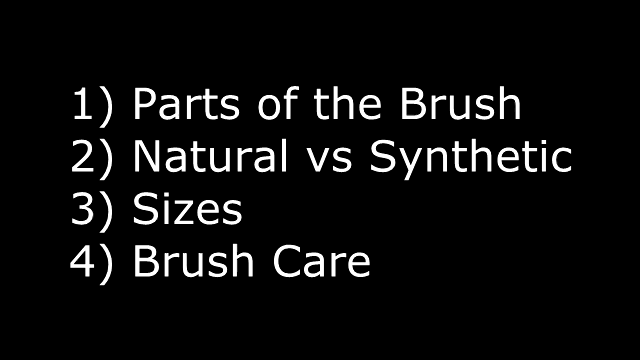 1) Parts of the Brush
2) Natural vs Synthetic
3) Sizes
4) Brush Care